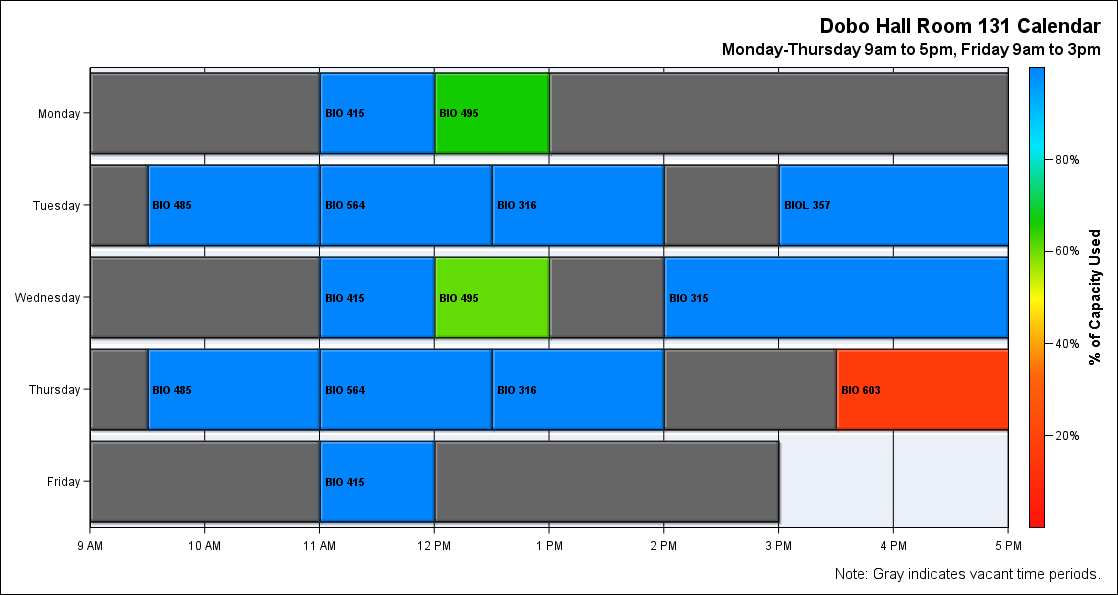 Dobo Hall Room 131 Calendar
Monday-Thursday 9am to 5pm, Friday 9am to 3pm
Monday
BIO 415
BIO 495
Tuesday
BIO 485
BIO 564
BIO 316
BIOL 357
Wednesday
BIO 415
BIO 495
BIO 315
Thursday
BIO 485
BIO 564
BIO 316
BIO 603
Friday
BIO 415
9 AM
10 AM
11 AM
12 PM
1 PM
2 PM
3 PM
4 PM
5 PM
80%
60%
40%
20%
% of Capacity Used
Note: Gray indicates vacant time periods.